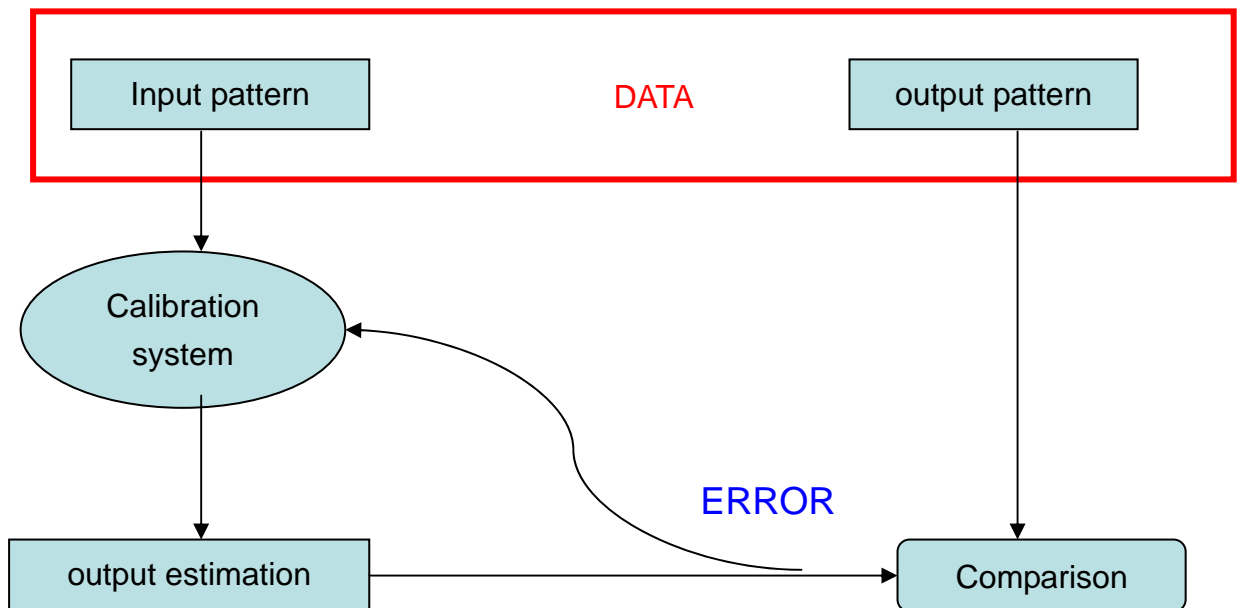 Input pattern
DATA
output pattern
Calibration
system
ERROR
output estimation
Comparison